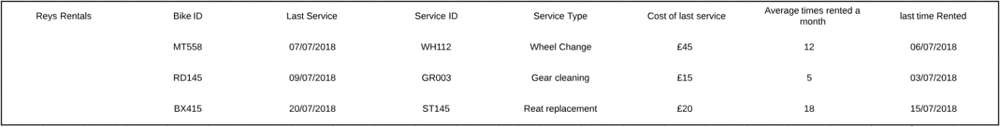 Reys Rentals Bike ID Last Service Service ID Service Type Cost of last service Average times rented a month last time Rented
MT558 07/07/2018 WH112 Wheel Change £45 12 06/07/2018
RD145 09/07/2018 GR003 Gear cleaning £15 5 03/07/2018
BX415 20/07/2018 ST145 Reat replacement £20 18 15/07/2018